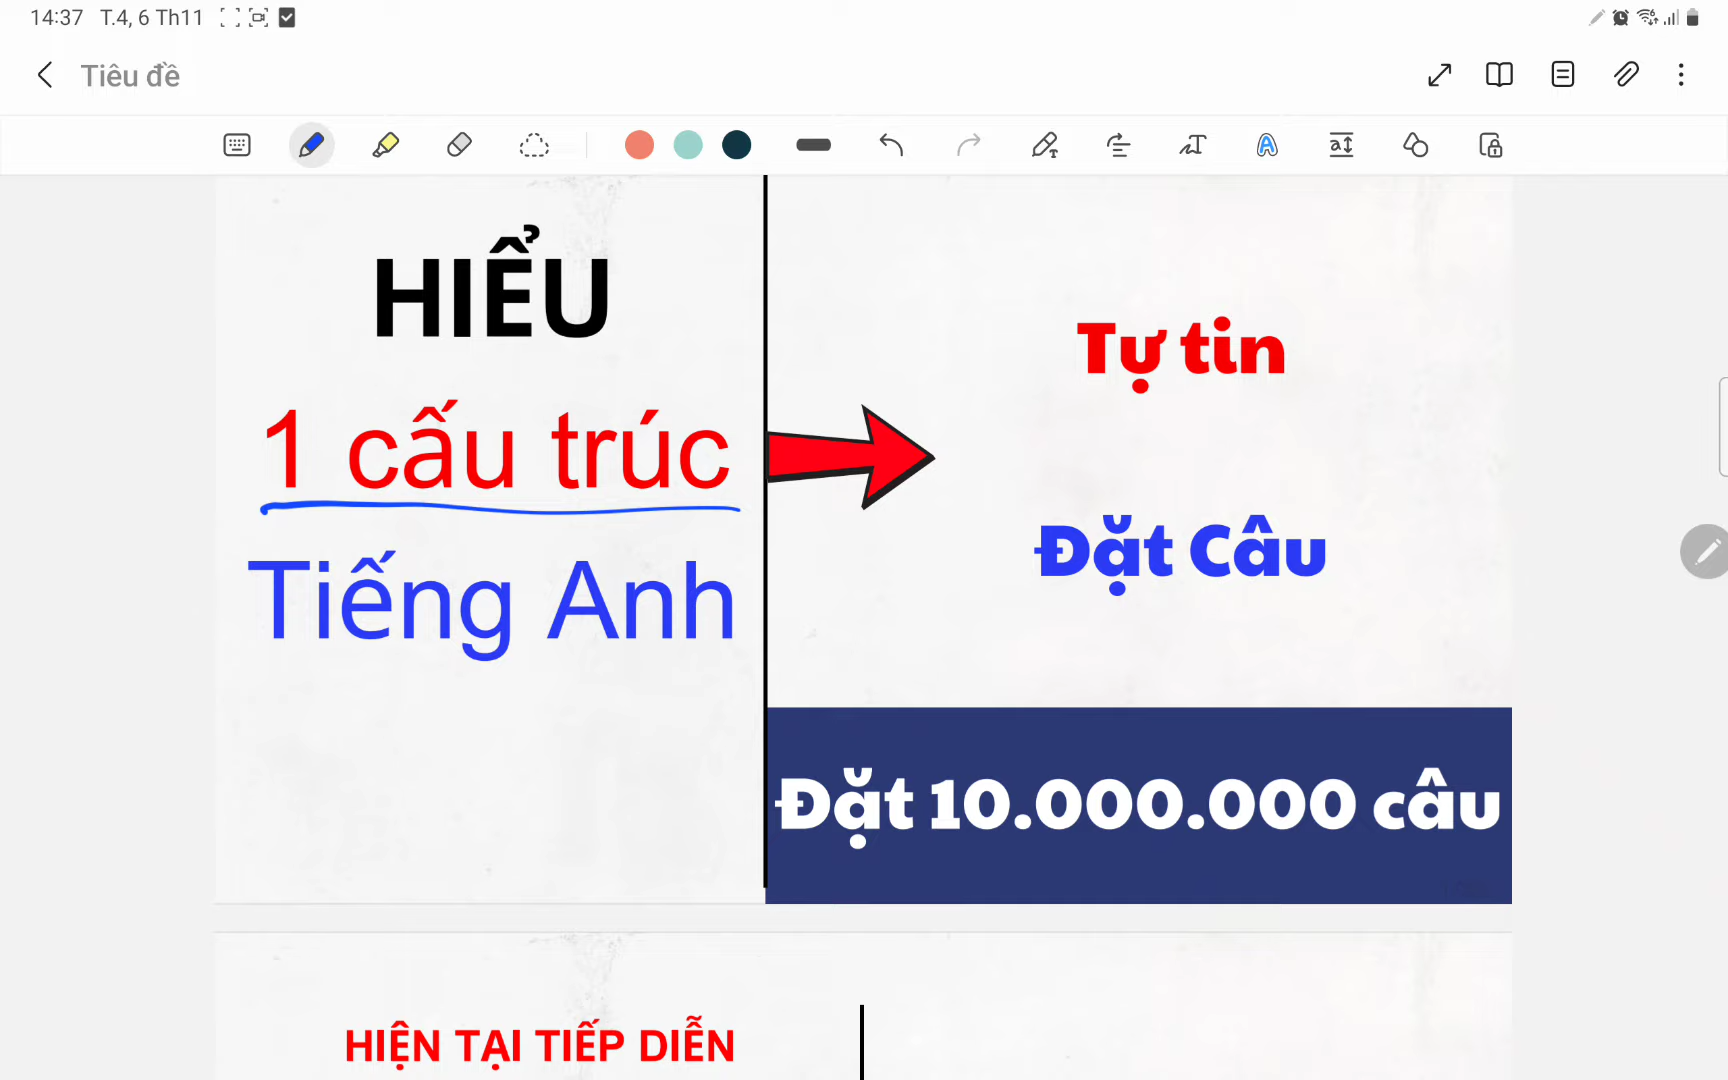 14:37 T.4, 6 Th11
Tiêu đề
HIỂU
1 cấu trúc
Tiếng Anh
Tự tin
Đặt Câu
Đặt 10.000.000 câu
HIỆN TẠI TIẾP DIỄN